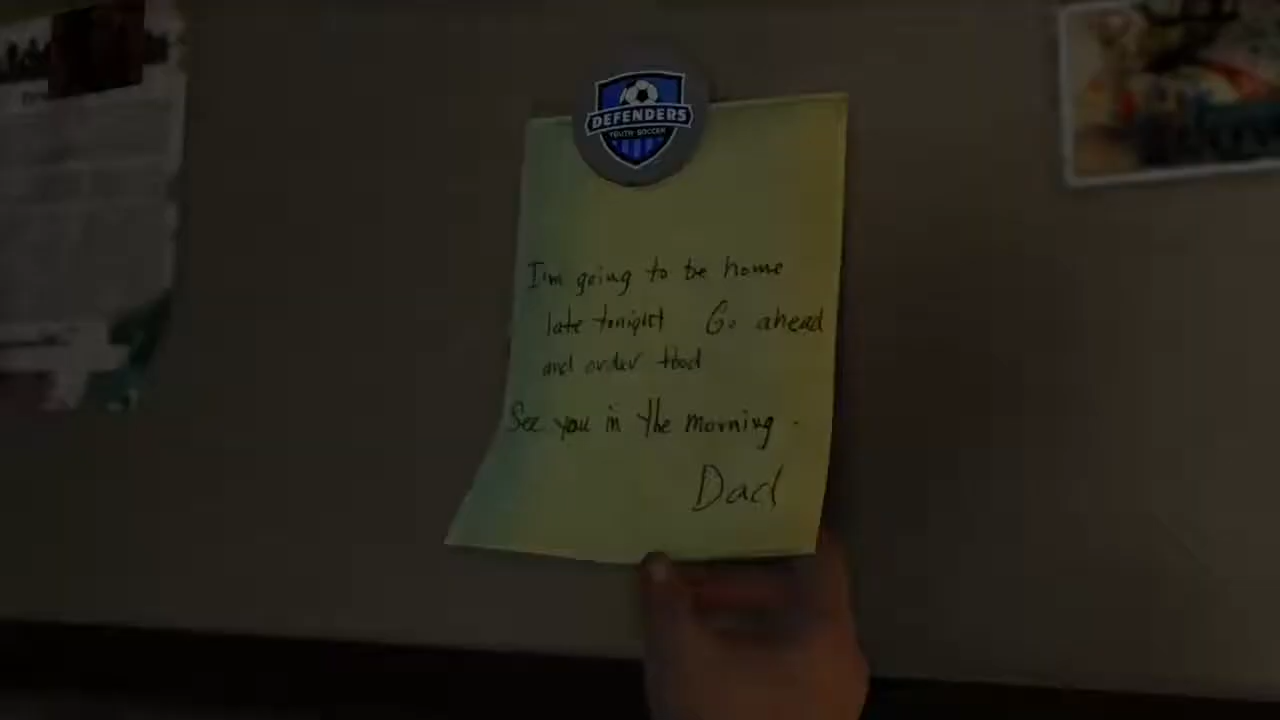 DEFENDERS
YOUTH SOCCER
I'm going to be home
late tonight Go ahead
and order food
See you in the morning.
Dad